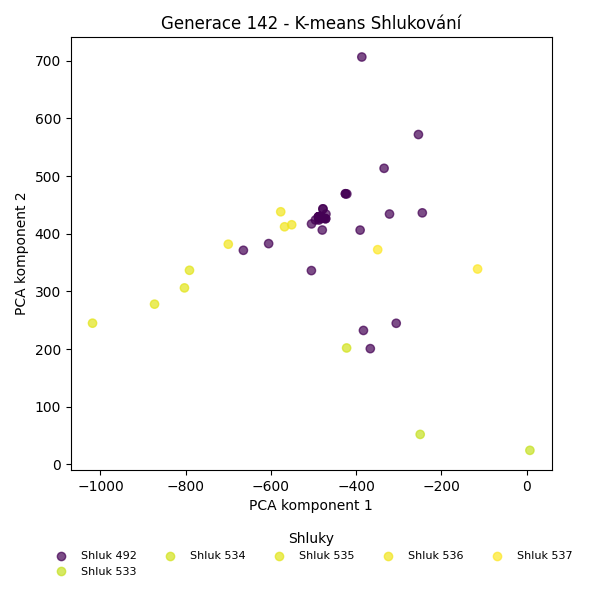 Generace 142 - K-means Shlukování
PCA komponent 2
700
600
500
400
300
200
100
0
−1000 −800 −600 −400 −200 0
PCA komponent 1
Shluky
Shluk 492 Shluk 534 Shluk 535 Shluk 536 Shluk 537
Shluk 533